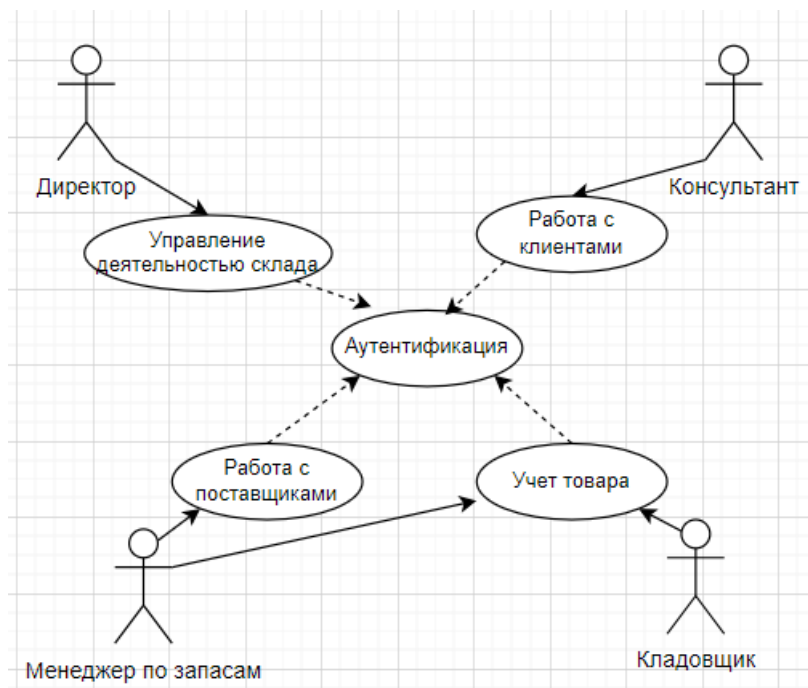 Директор
Консультант
Управление
деятельностью склада
Работа с
клиентами
Аутентификация
Работа с
поставщиками
Учет товара
Менеджер по запасам
Кладовщик